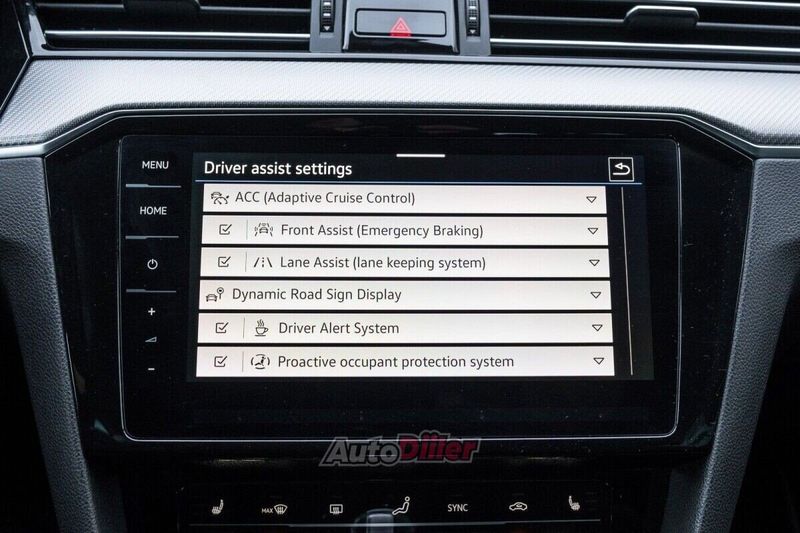 MENU
HOME
+
−
Driver assist settings
ACC (Adaptive Cruise Control)
Front Assist (Emergency Braking)
Lane Assist (lane keeping system)
Dynamic Road Sign Display
Driver Alert System
Proactive occupant protection system
AutoDiler
MAX
SYNC